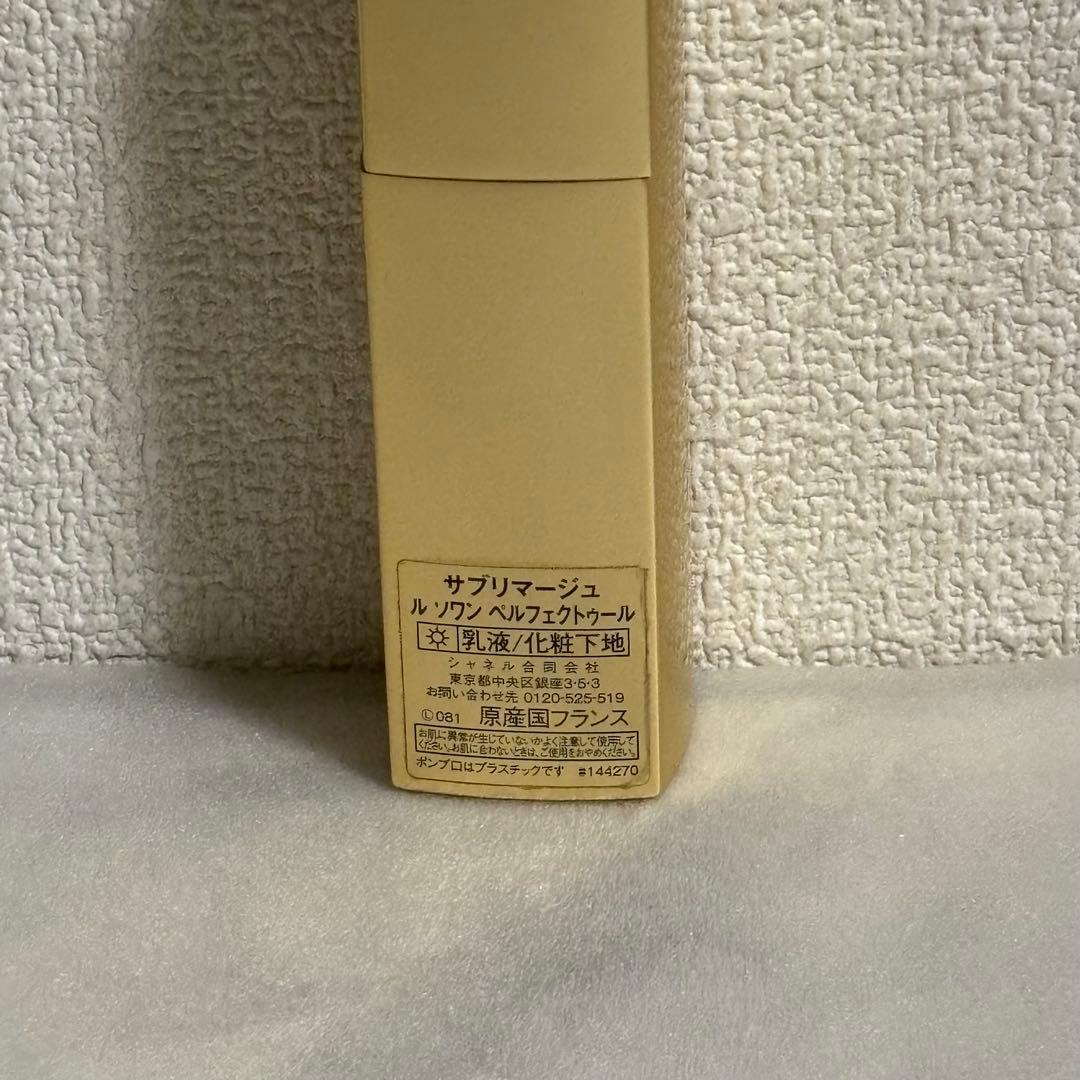 サブリマージュ
ル ソワン ペルフェクトゥール
乳液/化粧下地
シャネル合同会社
東京都中央区銀座3-5-3
お問い合わせ先 0120-525-519
Ⓛ081 原産国フランス
お肌に異常が生じていないかよく注意して使用して
ください。お肌に合わないときは、ご使用をおやめください。
ポンプ口はプラスチックです #144270